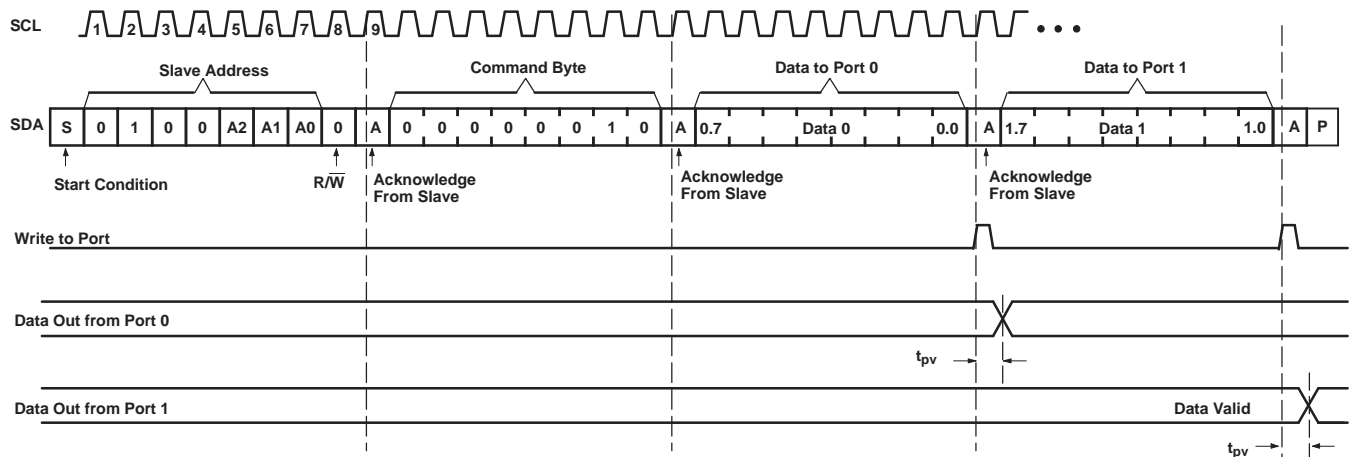 SCL 1 2 3 4 5 6 7 8 9 • • •
Slave Address Command Byte Data to Port 0 Data to Port 1
SDA S 0 1 0 0 A2 A1 A0 0 A 0 0 0 0 0 0 1 0 A 0.7 Data 0 0.0 A 1.7 Data 1 1.0 A P
Start Condition R/W̅ Acknowledge From Slave Acknowledge From Slave Acknowledge From Slave
Write to Port
Data Out from Port 0
tpv
Data Out from Port 1 Data Valid
tpv